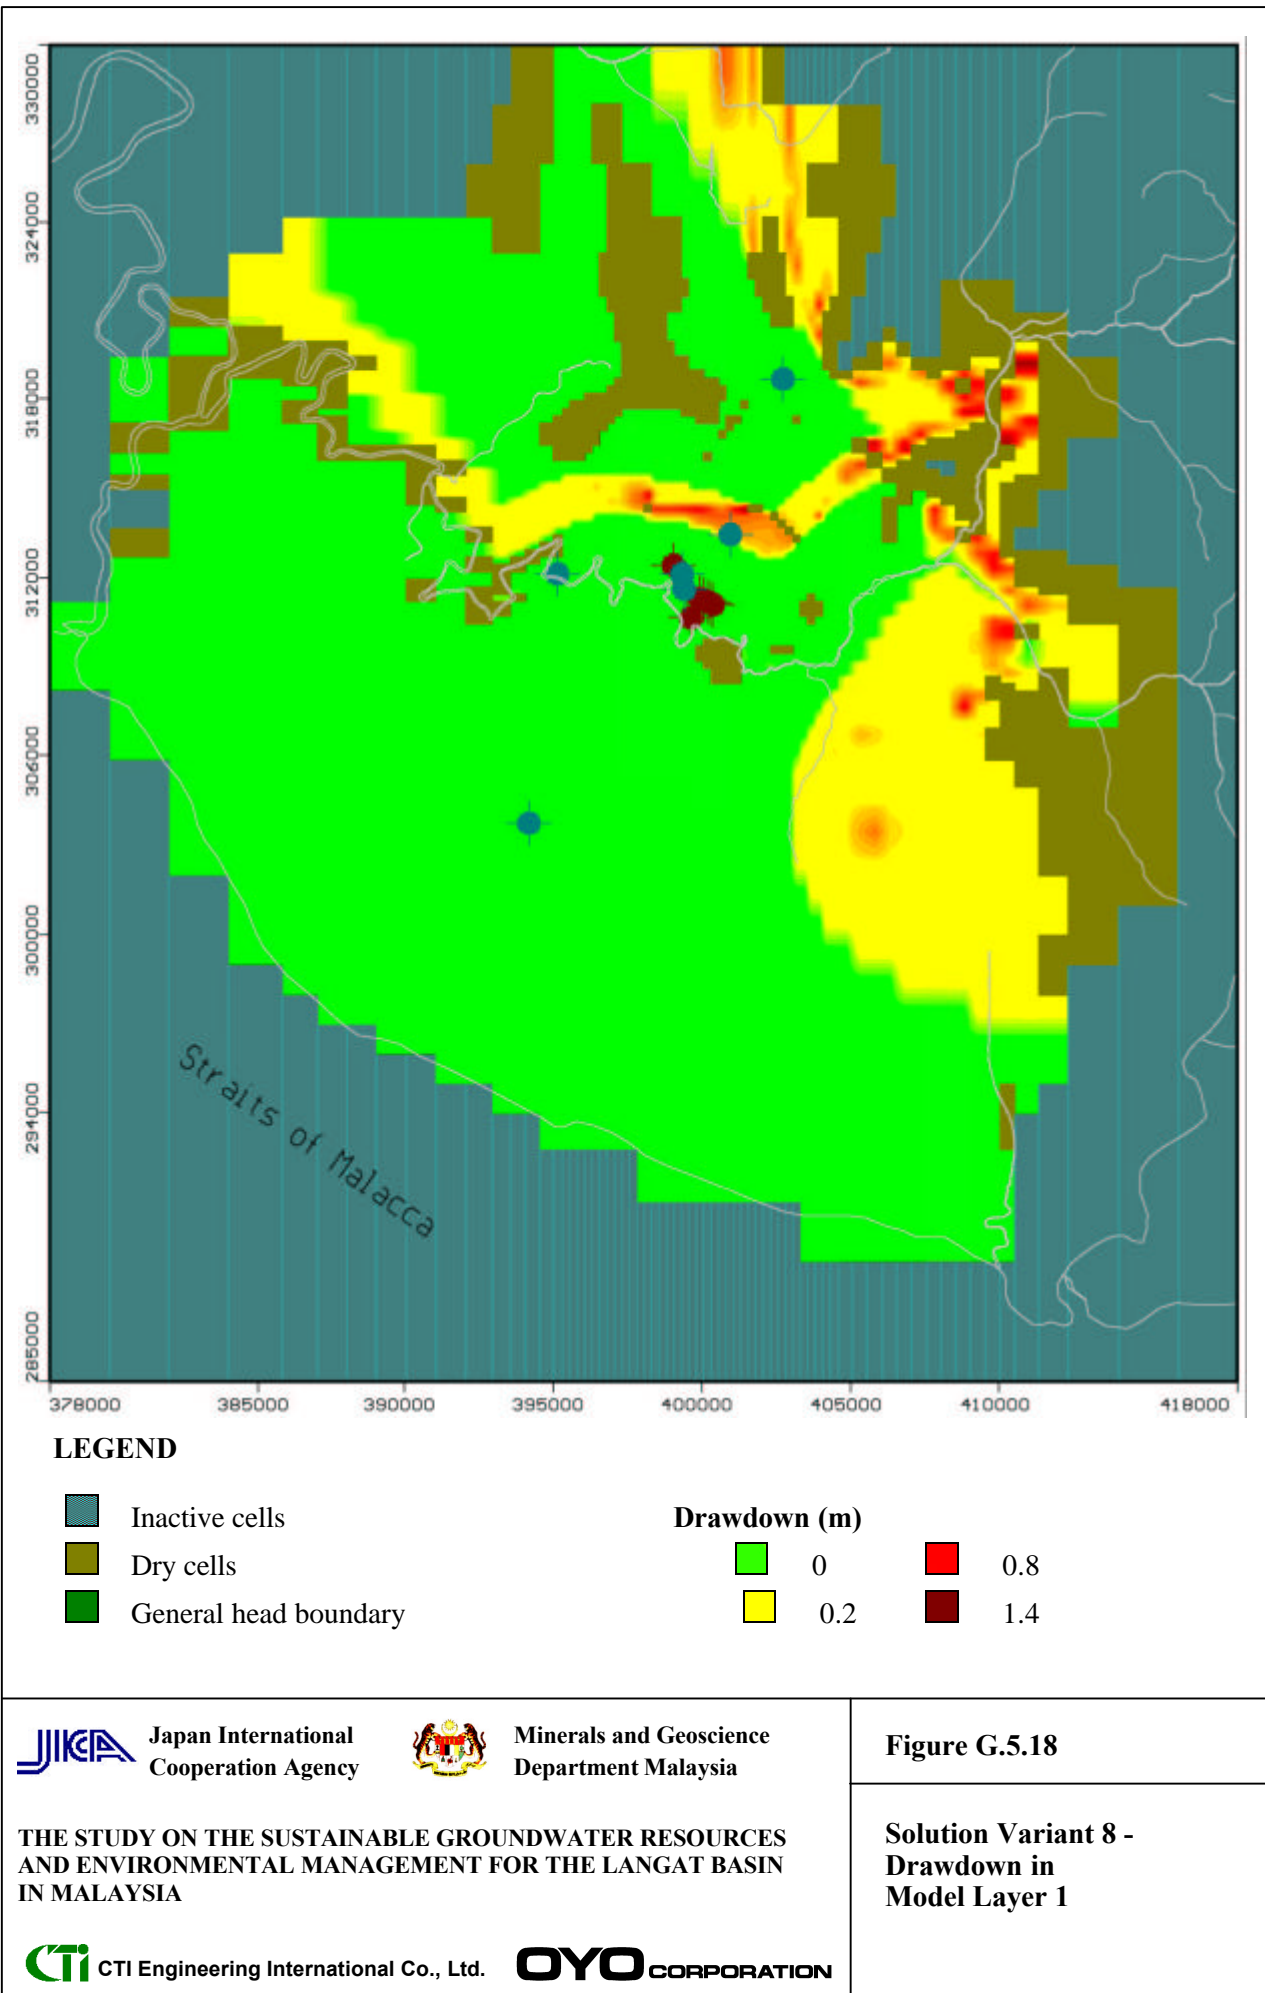 330000
324000
318000
312000
306000
300000
294000
285000
Straits of Malacca
378000 385000 390000 395000 400000 405000 410000 418000
LEGEND
Inactive cells
Dry cells
General head boundary
Drawdown (m)
0 0.8
0.2 1.4
JICA
Japan International
Cooperation Agency
Minerals and Geoscience
Department Malaysia
Figure G.5.18
THE STUDY ON THE SUSTAINABLE GROUNDWATER RESOURCES
AND ENVIRONMENTAL MANAGEMENT FOR THE LANGAT BASIN
IN MALAYSIA
Solution Variant 8 -
Drawdown in
Model Layer 1
CTi CTI Engineering International Co., Ltd.
OYO CORPORATION